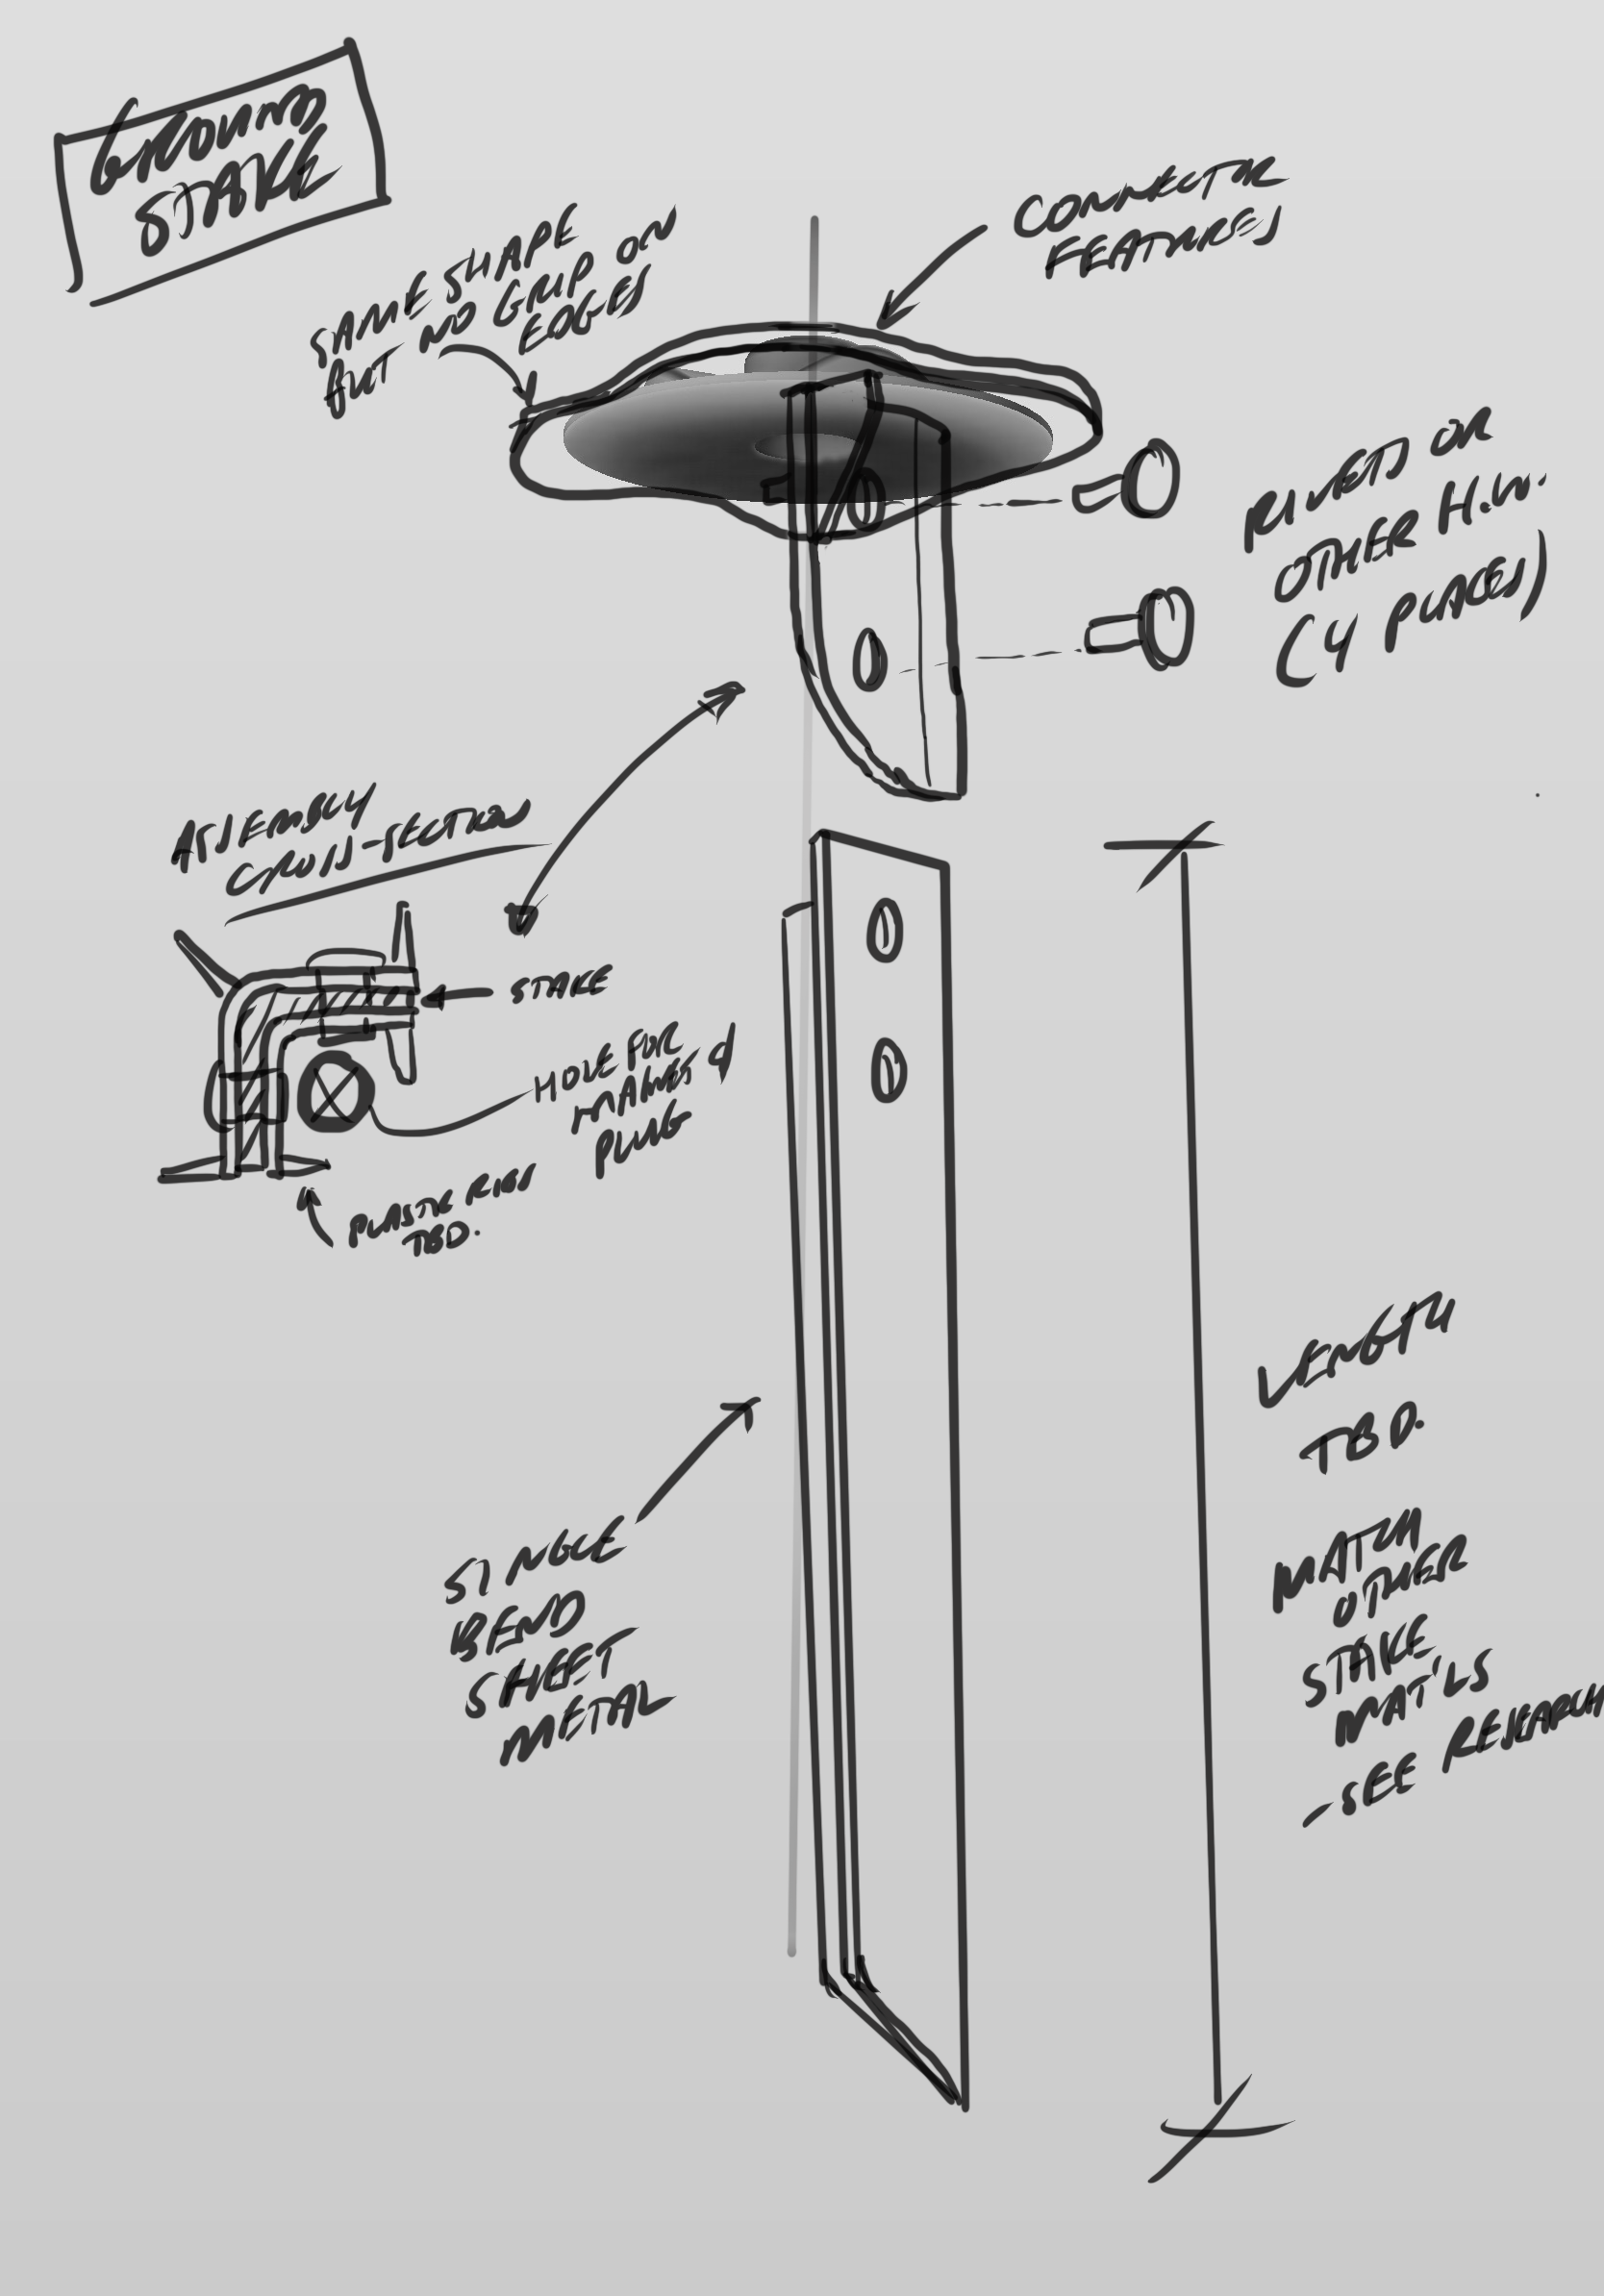 GROUND
STAKE
SAME SHAPE
BUT NO GRIP ON
EDGES
CONNECTOR
FEATURES
RIVETS OR
OTHER H.W.
(4 PLACES)
ASSEMBLY
CROSS-SECTION
STAKE
HOLE FOR
PLUG
PLASTIC RIBS
TBD.
SINGLE
BEND
SHEET
METAL
LENGTH
TBD.
MATCH
OTHER
STAKE
MAT'LS
-SEE RESEARCH